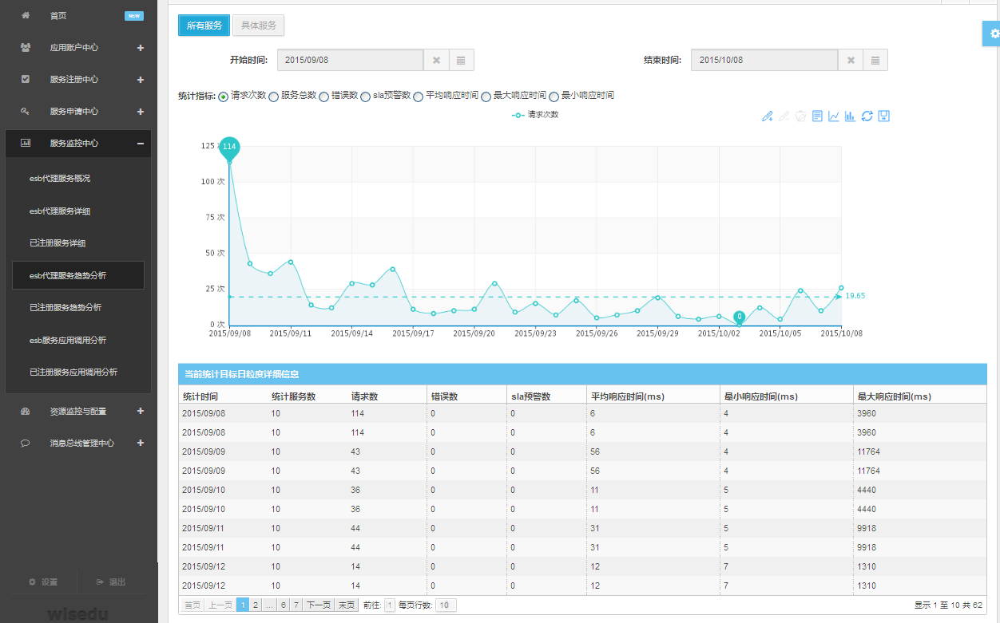 首页 NEW
应用账户中心
服务注册中心
服务申请中心
服务监控中心
esb代理服务概况
esb代理服务详细
已注册服务详细
esb代理服务趋势分析
已注册服务趋势分析
esb服务应用调用分析
已注册服务应用调用分析
资源监控与配置
消息总线管理中心
设置 退出
wisedu
所有服务 具体服务
开始时间: 2015/09/08 结束时间: 2015/10/08
统计指标: 请求次数 服务总数 错误数 sla预警数 平均响应时间 最大响应时间 最小响应时间
请求次数
125 114
100 次
75 次
50 次
25 次
19.65
0 次 0
2015/09/08 2015/09/11 2015/09/14 2015/09/17 2015/09/20 2015/09/23 2015/09/26 2015/09/29 2015/10/02 2015/10/05 2015/10/08
当前统计目标日粒度详细信息
统计时间 统计服务数 请求数 错误数 sla预警数 平均响应时间(ms) 最小响应时间(ms) 最大响应时间(ms)
2015/09/08 10 114 0 0 6 4 3960
2015/09/08 10 114 0 0 6 4 3960
2015/09/09 10 43 0 0 56 4 11764
2015/09/09 10 43 0 0 56 4 11764
2015/09/10 10 36 0 0 11 5 4440
2015/09/10 10 36 0 0 11 5 4440
2015/09/11 10 44 0 0 31 5 9918
2015/09/11 10 44 0 0 31 5 9918
2015/09/12 10 14 0 0 12 7 1310
2015/09/12 10 14 0 0 12 7 1310
首页 上一页 1 2 ... 6 7 下一页 末页 前往: 1 每页行数: 10 显示 1 至 10 共 62